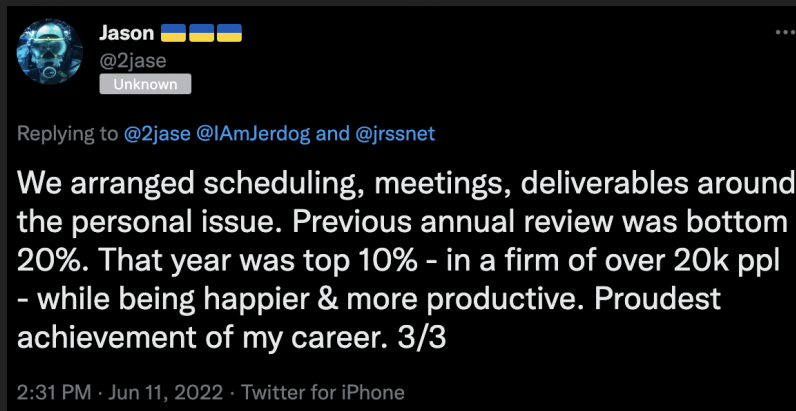 Jason 🇺🇦🇺🇦🇺🇦
@2jase
Unknown
Replying to @2jase @IAmJerdog and @jrssnet
We arranged scheduling, meetings, deliverables around
the personal issue. Previous annual review was bottom
20%. That year was top 10% - in a firm of over 20k ppl
- while being happier & more productive. Proudest
achievement of my career. 3/3
2:31 PM · Jun 11, 2022 · Twitter for iPhone